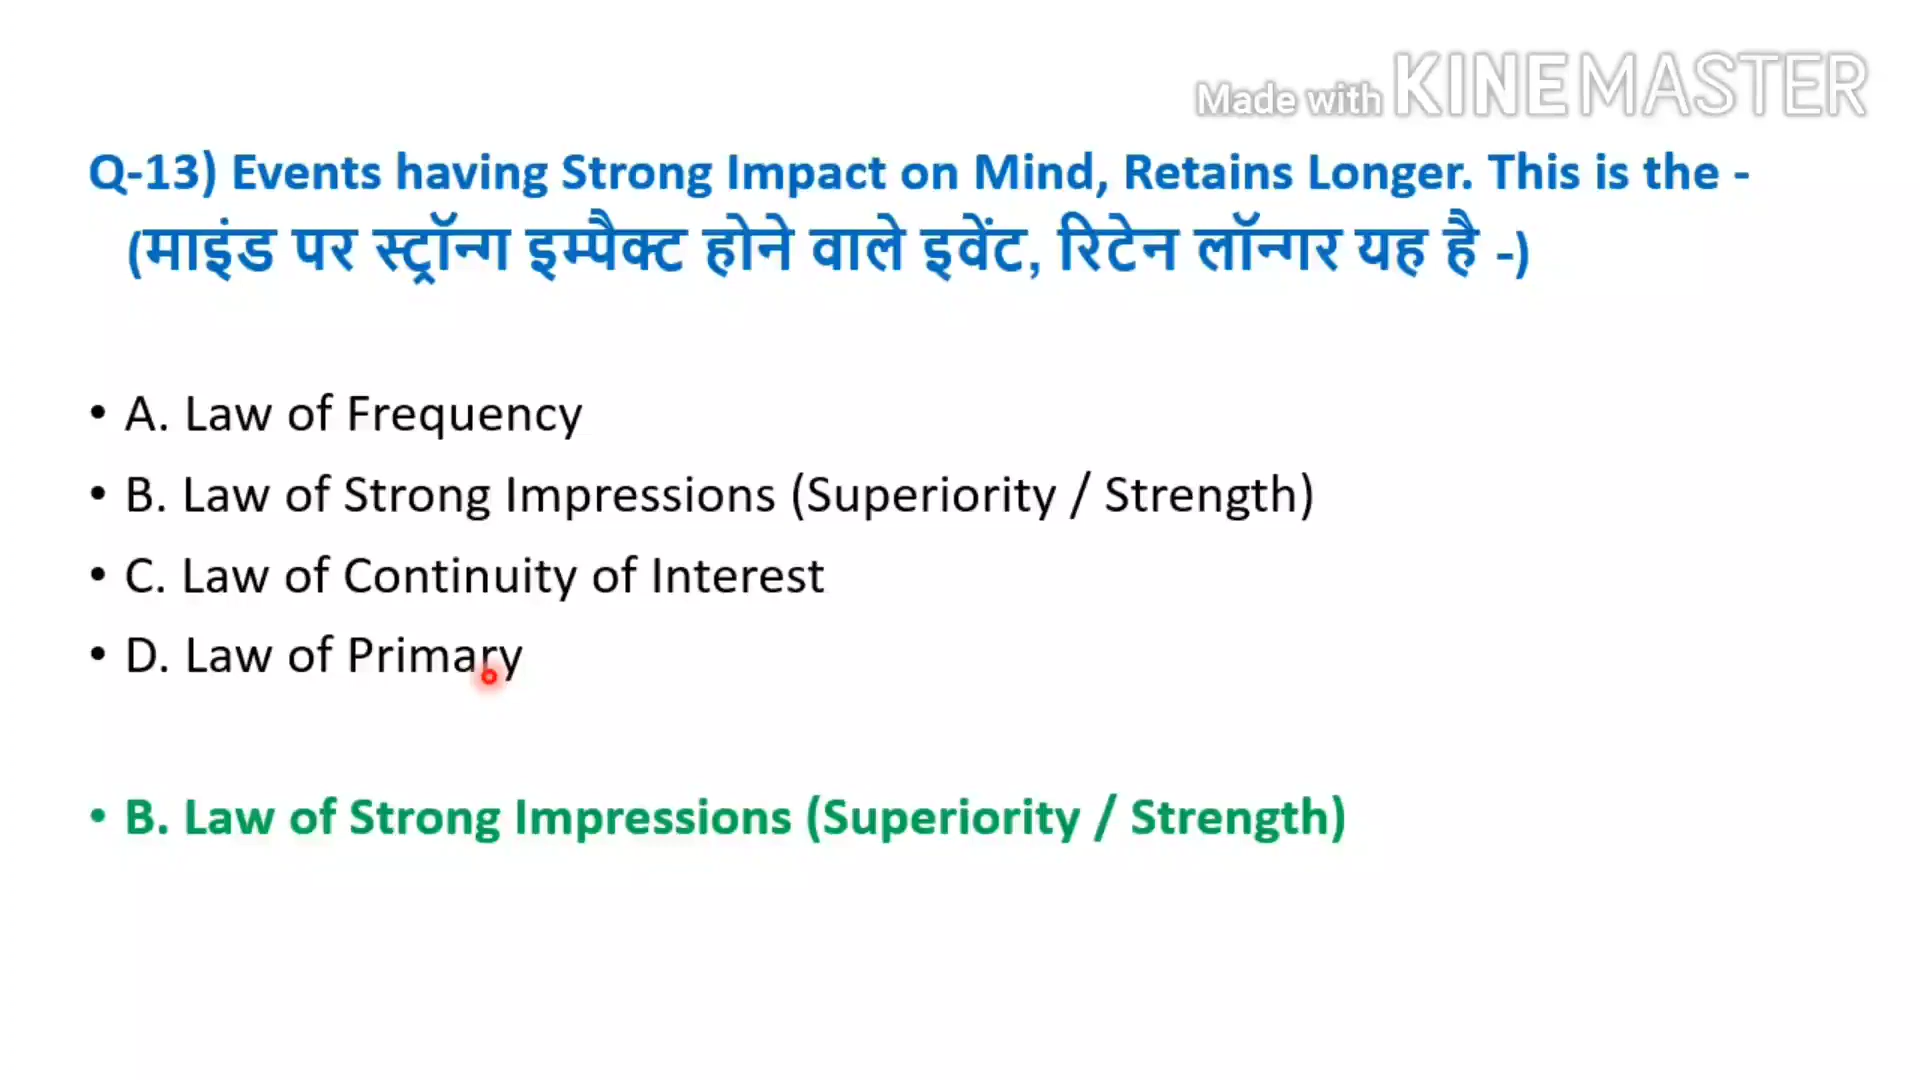 Made with KINEMASTER
Q-13) Events having Strong Impact on Mind, Retains Longer. This is the -
(माइंड पर स्ट्रॉन्ग इम्पैक्ट होने वाले इवेंट, रिटेन लॉन्गर यह है -)
• A. Law of Frequency
• B. Law of Strong Impressions (Superiority / Strength)
• C. Law of Continuity of Interest
• D. Law of Primary
• B. Law of Strong Impressions (Superiority / Strength)